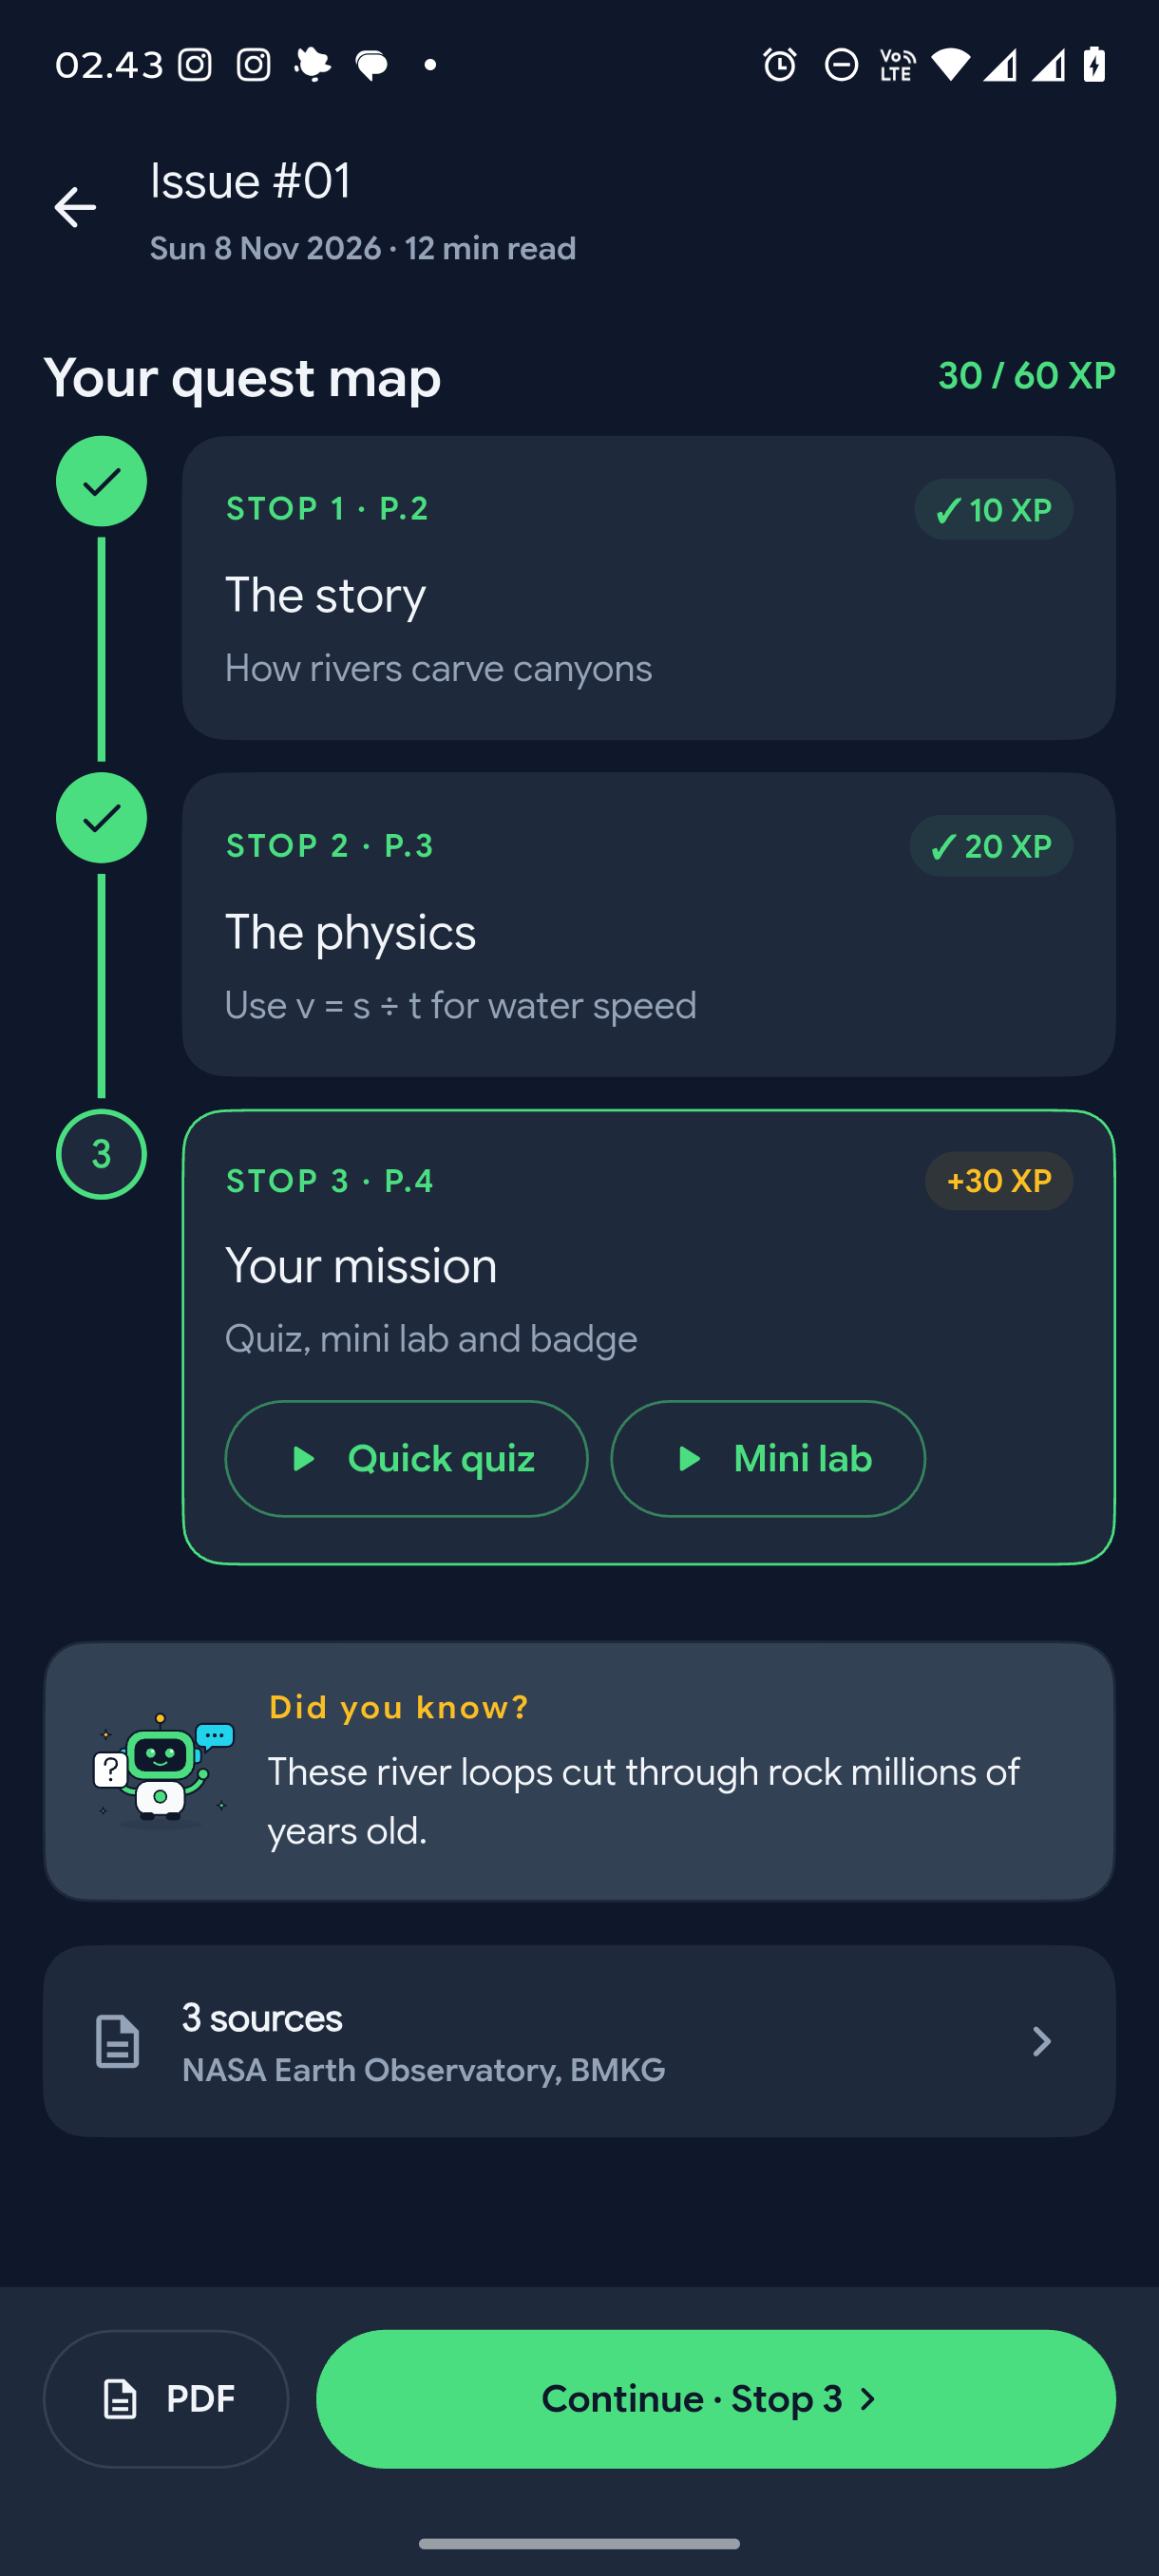 02.43
Vo LTE
Issue #01
Sun 8 Nov 2026 · 12 min read
Your quest map
30 / 60 XP
STOP 1 · P.2
✓ 10 XP
The story
How rivers carve canyons
STOP 2 · P.3
✓ 20 XP
The physics
Use v = s ÷ t for water speed
3
STOP 3 · P.4
+30 XP
Your mission
Quiz, mini lab and badge
Quick quiz
Mini lab
Did you know?
?
These river loops cut through rock millions of
years old.
3 sources
NASA Earth Observatory, BMKG
PDF
Continue · Stop 3